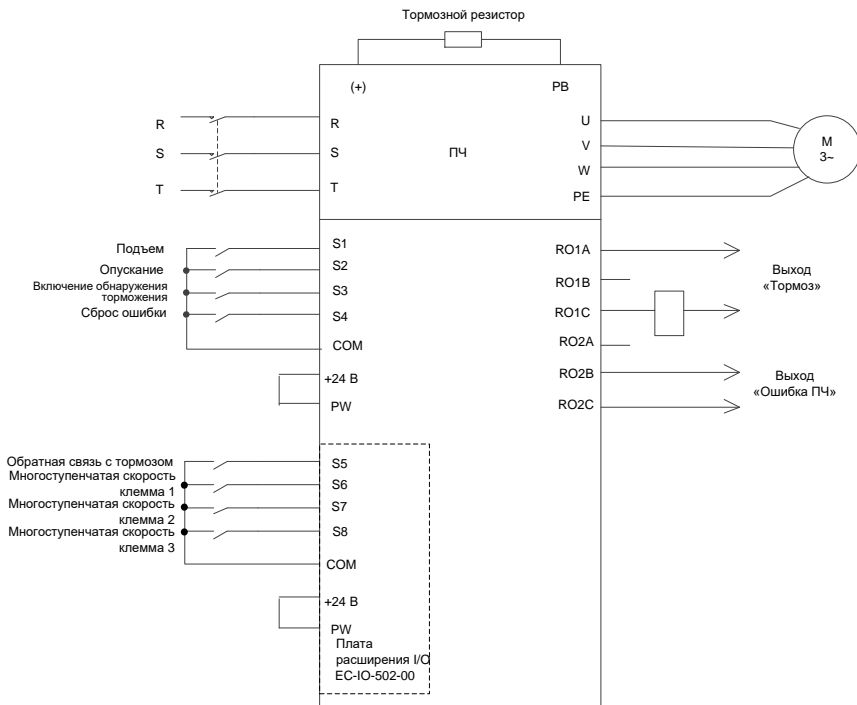 Тормозной резистор
(+)
PB
R
R
U
S
S
ПЧ
V
M
3~
W
T
T
PE
Подъем
S1
RO1A
Опускание
S2
Выход
«Тормоз»
Включение обнаружения
торможения
S3
RO1B
Сброс ошибки
S4
RO1C
COM
RO2A
+24 В
RO2B
Выход
«Ошибка ПЧ»
PW
RO2C
Обратная связь с тормозом
S5
Многоступенчатая скорость
клемма 1
S6
Многоступенчатая скорость
клемма 2
S7
Многоступенчатая скорость
клемма 3
S8
COM
+24 В
PW
Плата
расширения I/O
EC-IO-502-00